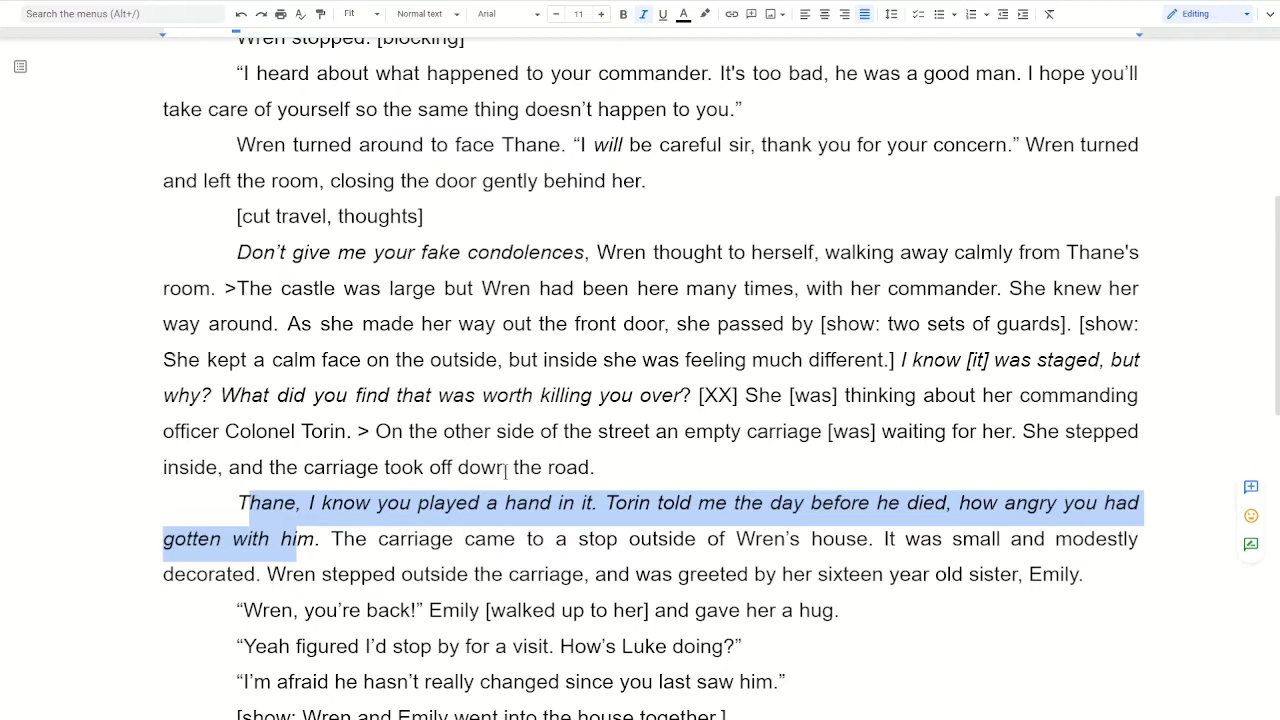 Search the menus (Alt+/)
Fit
Normal text
Arial
11
B I U A
Editing
Wren stopped. [blocking]
“I heard about what happened to your commander. It's too bad, he was a good man. I hope you’ll
take care of yourself so the same thing doesn’t happen to you.”
Wren turned around to face Thane. “I will be careful sir, thank you for your concern.” Wren turned
and left the room, closing the door gently behind her.
[cut travel, thoughts]
Don’t give me your fake condolences, Wren thought to herself, walking away calmly from Thane's
room. >The castle was large but Wren had been here many times, with her commander. She knew her
way around. As she made her way out the front door, she passed by [show: two sets of guards]. [show:
She kept a calm face on the outside, but inside she was feeling much different.] I know [it] was staged, but
why? What did you find that was worth killing you over? [XX] She [was] thinking about her commanding
officer Colonel Torin. > On the other side of the street an empty carriage [was] waiting for her. She stepped
inside, and the carriage took off down the road.
Thane, I know you played a hand in it. Torin told me the day before he died, how angry you had
gotten with him. The carriage came to a stop outside of Wren’s house. It was small and modestly
decorated. Wren stepped outside the carriage, and was greeted by her sixteen year old sister, Emily.
“Wren, you’re back!” Emily [walked up to her] and gave her a hug.
“Yeah figured I’d stop by for a visit. How’s Luke doing?”
“I’m afraid he hasn’t really changed since you last saw him.”
[show: Wren and Emily went into the house together.]